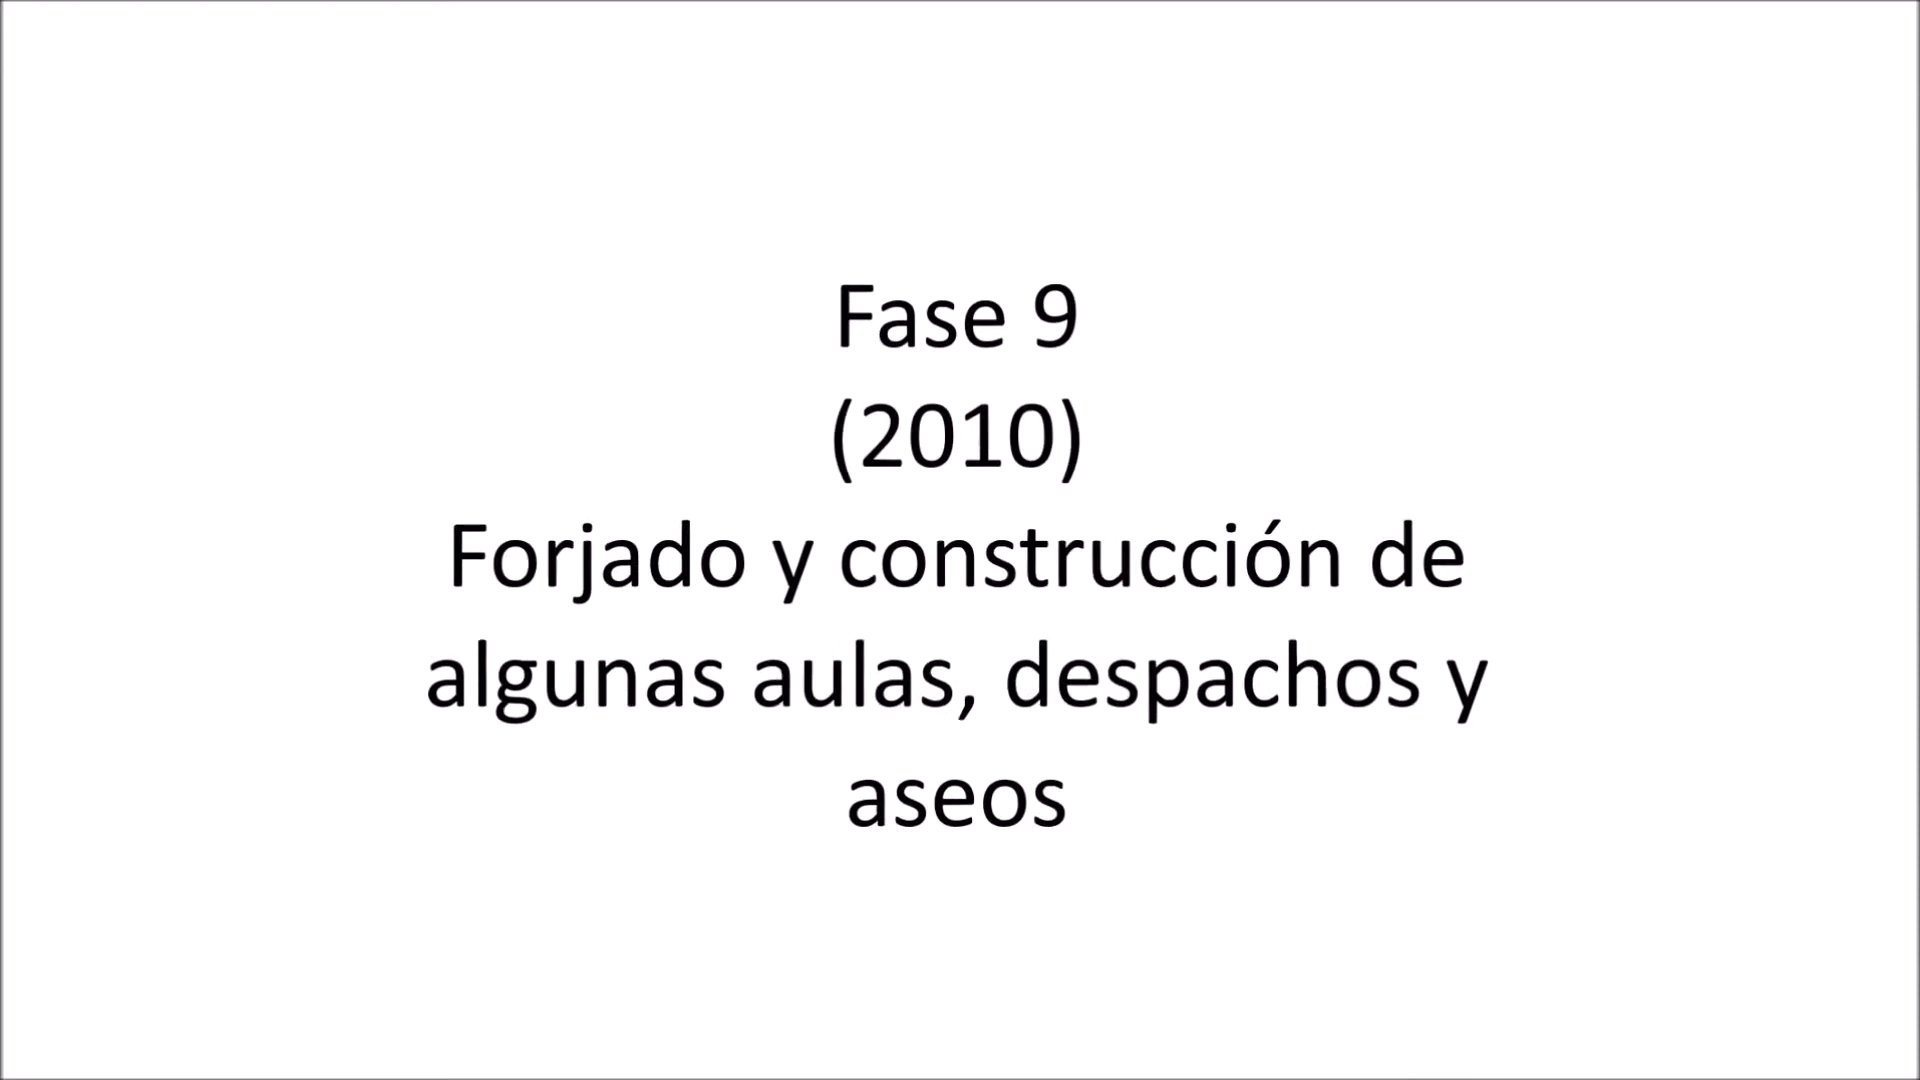 Fase 9
(2010)
Forjado y construcción de
algunas aulas, despachos y
aseos